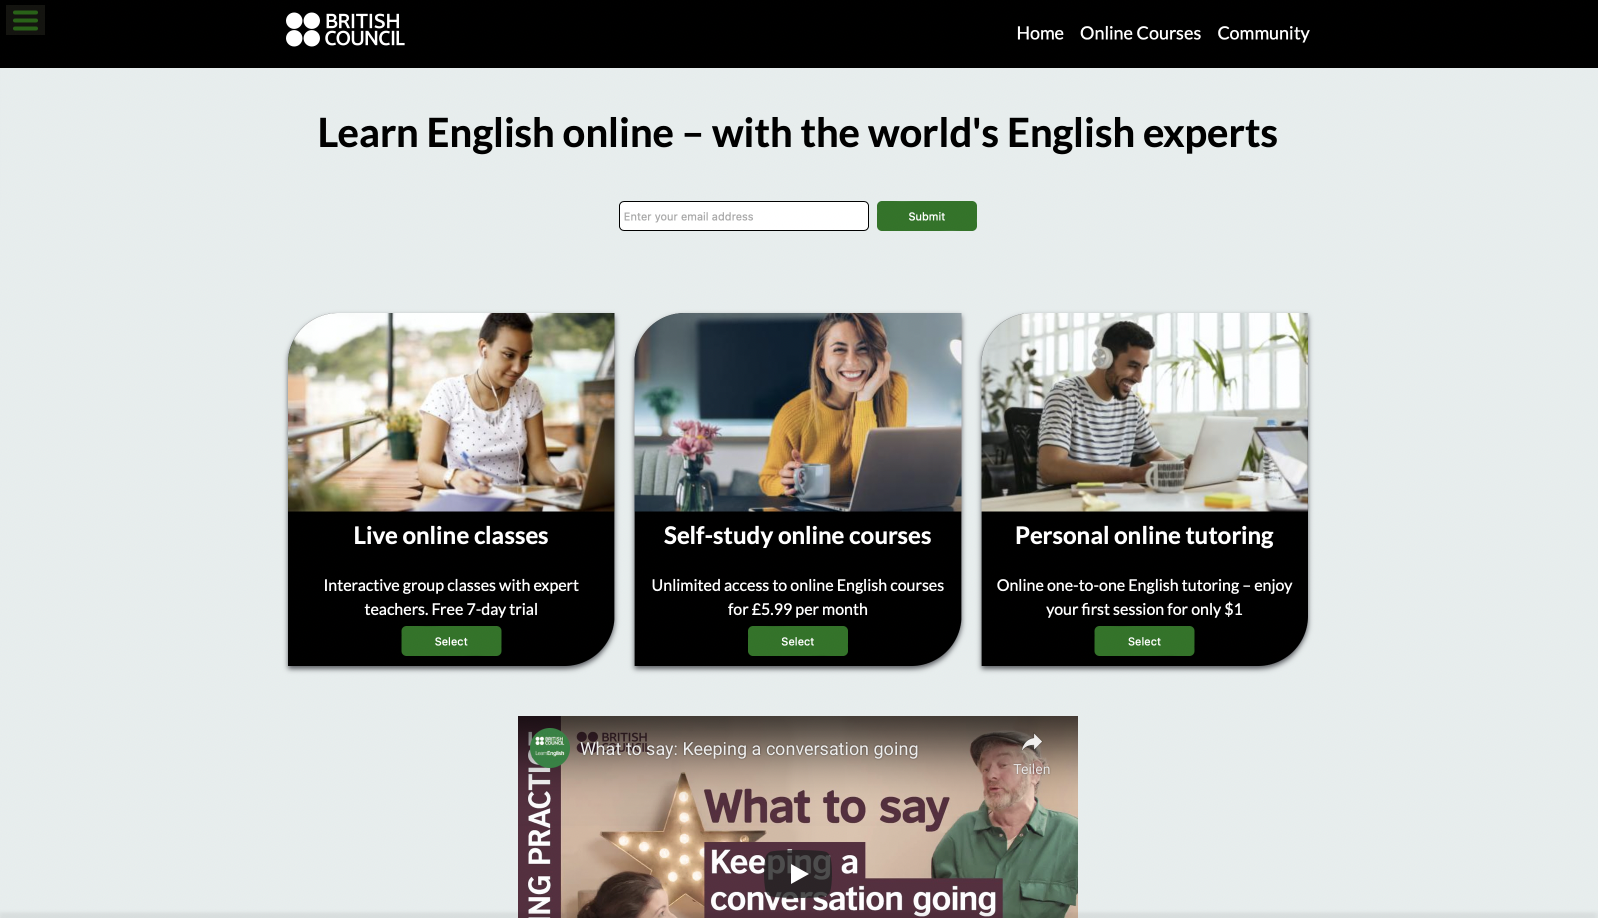 BRITISH
COUNCIL
Home Online Courses Community
Learn English online – with the world's English experts
Enter your email address Submit
Live online classes
Interactive group classes with expert
teachers. Free 7-day trial
Select
Self-study online courses
Unlimited access to online English courses
for £5.99 per month
Select
Personal online tutoring
Online one-to-one English tutoring – enjoy
your first session for only $1
Select
BRITISH
COUNCIL
LearnEnglish
BRITISH
What to say: Keeping a conversation going
Teilen
What to say
Keeping a
conversation going